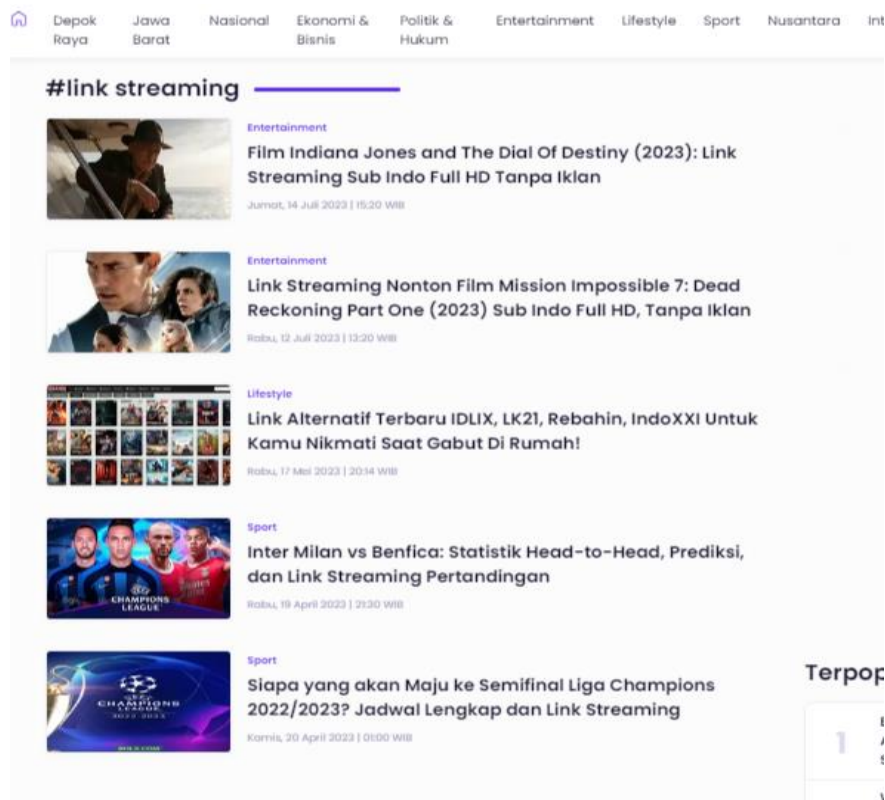 Depok Raya
Jawa Barat
Nasional
Ekonomi & Bisnis
Politik & Hukum
Entertainment
Lifestyle
Sport
Nusantara
Int
#link streaming
Entertainment
Film Indiana Jones and The Dial Of Destiny (2023): Link
Streaming Sub Indo Full HD Tanpa Iklan
Jumat, 14 Juli 2023 | 15:20 WIB
Entertainment
Link Streaming Nonton Film Mission Impossible 7: Dead
Reckoning Part One (2023) Sub Indo Full HD, Tanpa Iklan
Rabu, 12 Juli 2023 | 13:20 WIB
Lifestyle
Link Alternatif Terbaru IDLIX, LK21, Rebahin, IndoXXI Untuk
Kamu Nikmati Saat Gabut Di Rumah!
Rabu, 17 Mei 2023 | 20:14 WIB
Sport
CHAMPIONS
LEAGUE
Inter Milan vs Benfica: Statistik Head-to-Head, Prediksi,
dan Link Streaming Pertandingan
Rabu, 19 April 2023 | 21:30 WIB
Sport
CHAMPIONS
LEAGUE
2022-2023
Siapa yang akan Maju ke Semifinal Liga Champions
2022/2023? Jadwal Lengkap dan Link Streaming
Kamis, 20 April 2023 | 01:00 WIB
Terpop
1